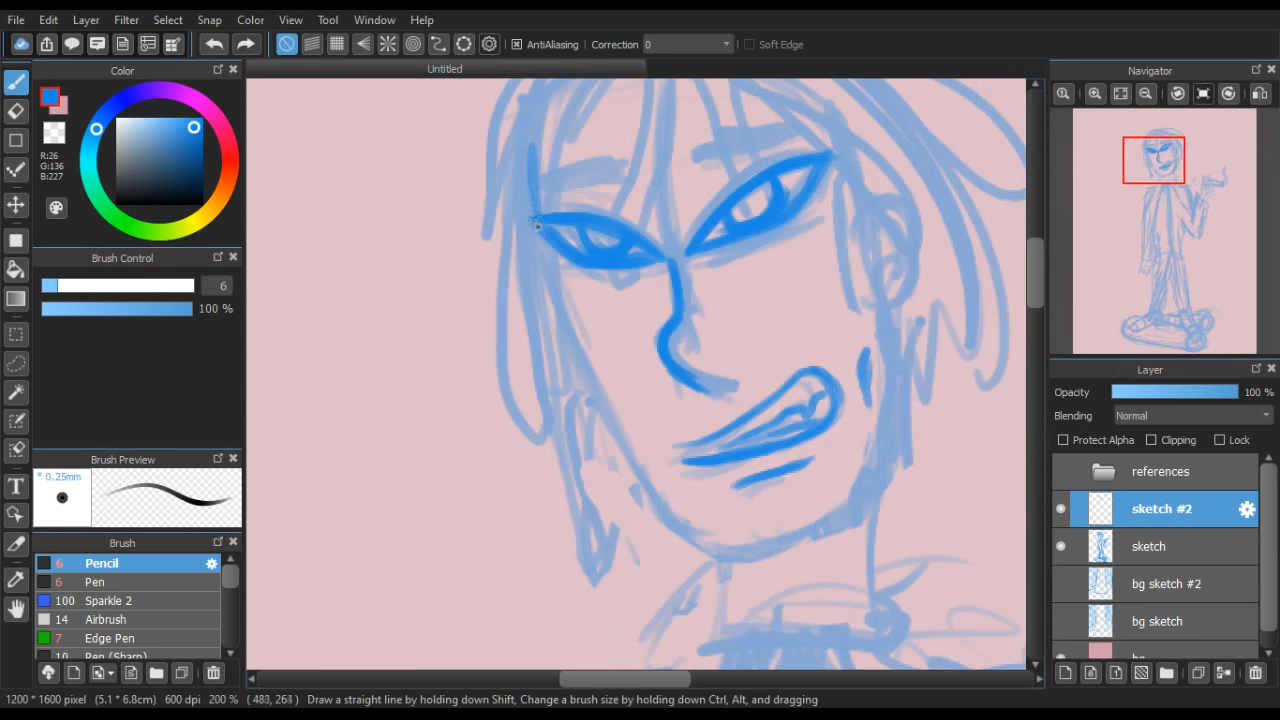 File Edit Layer Filter Select Snap Color View Tool Window Help
AntiAliasing Correction 0 Soft Edge
Color
Untitled
Navigator
R:26
G:136
B:227
Brush Control
6
100 %
Brush Preview
* 0.25mm
Brush
6 Pencil
6 Pen
100 Sparkle 2
14 Airbrush
7 Edge Pen
10 Pen (Sharp)
Layer
Opacity 100 %
Blending Normal
Protect Alpha Clipping Lock
references
sketch #2
sketch
bg sketch #2
bg sketch
bg
1200 * 1600 pixel (5.1 * 6.8cm) 600 dpi 200 % Draw a straight line by holding down Shift, Change a brush size by holding down Ctrl, Alt, and dragging